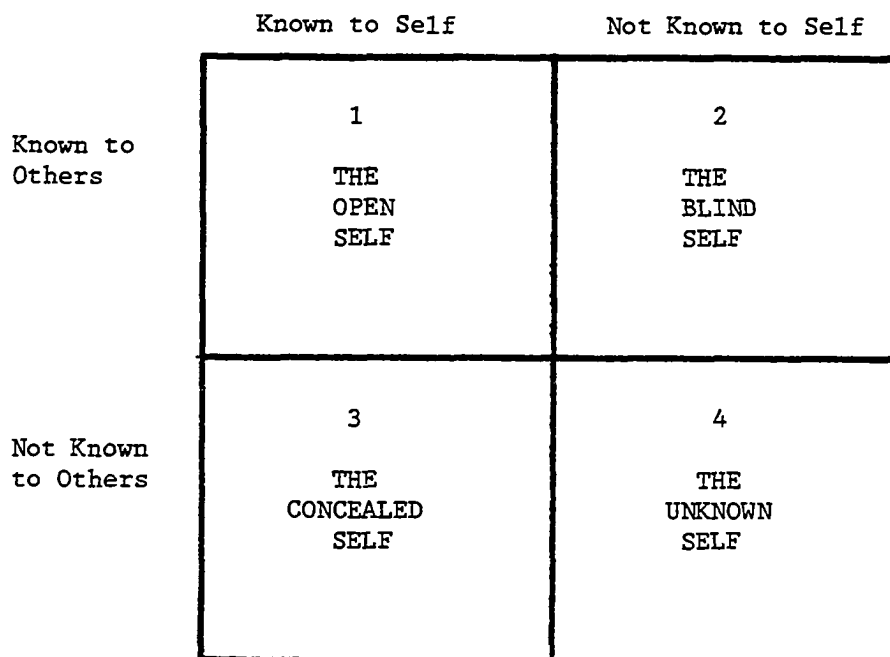 Known to Self
Not Known to Self
Known to
Others
1
THE
OPEN
SELF
2
THE
BLIND
SELF
Not Known
to Others
3
THE
CONCEALED
SELF
4
THE
UNKNOWN
SELF